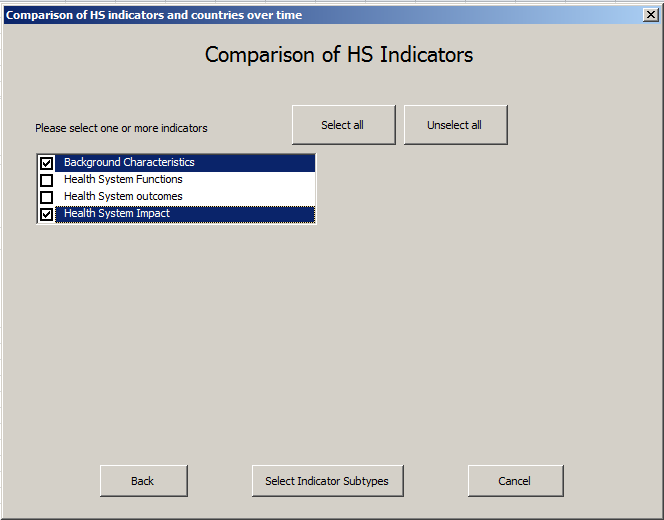 Comparison of HS indicators and countries over time
Comparison of HS Indicators
Please select one or more indicators
Select all
Unselect all
Background Characteristics
Health System Functions
Health System outcomes
Health System Impact
Back
Select Indicator Subtypes
Cancel